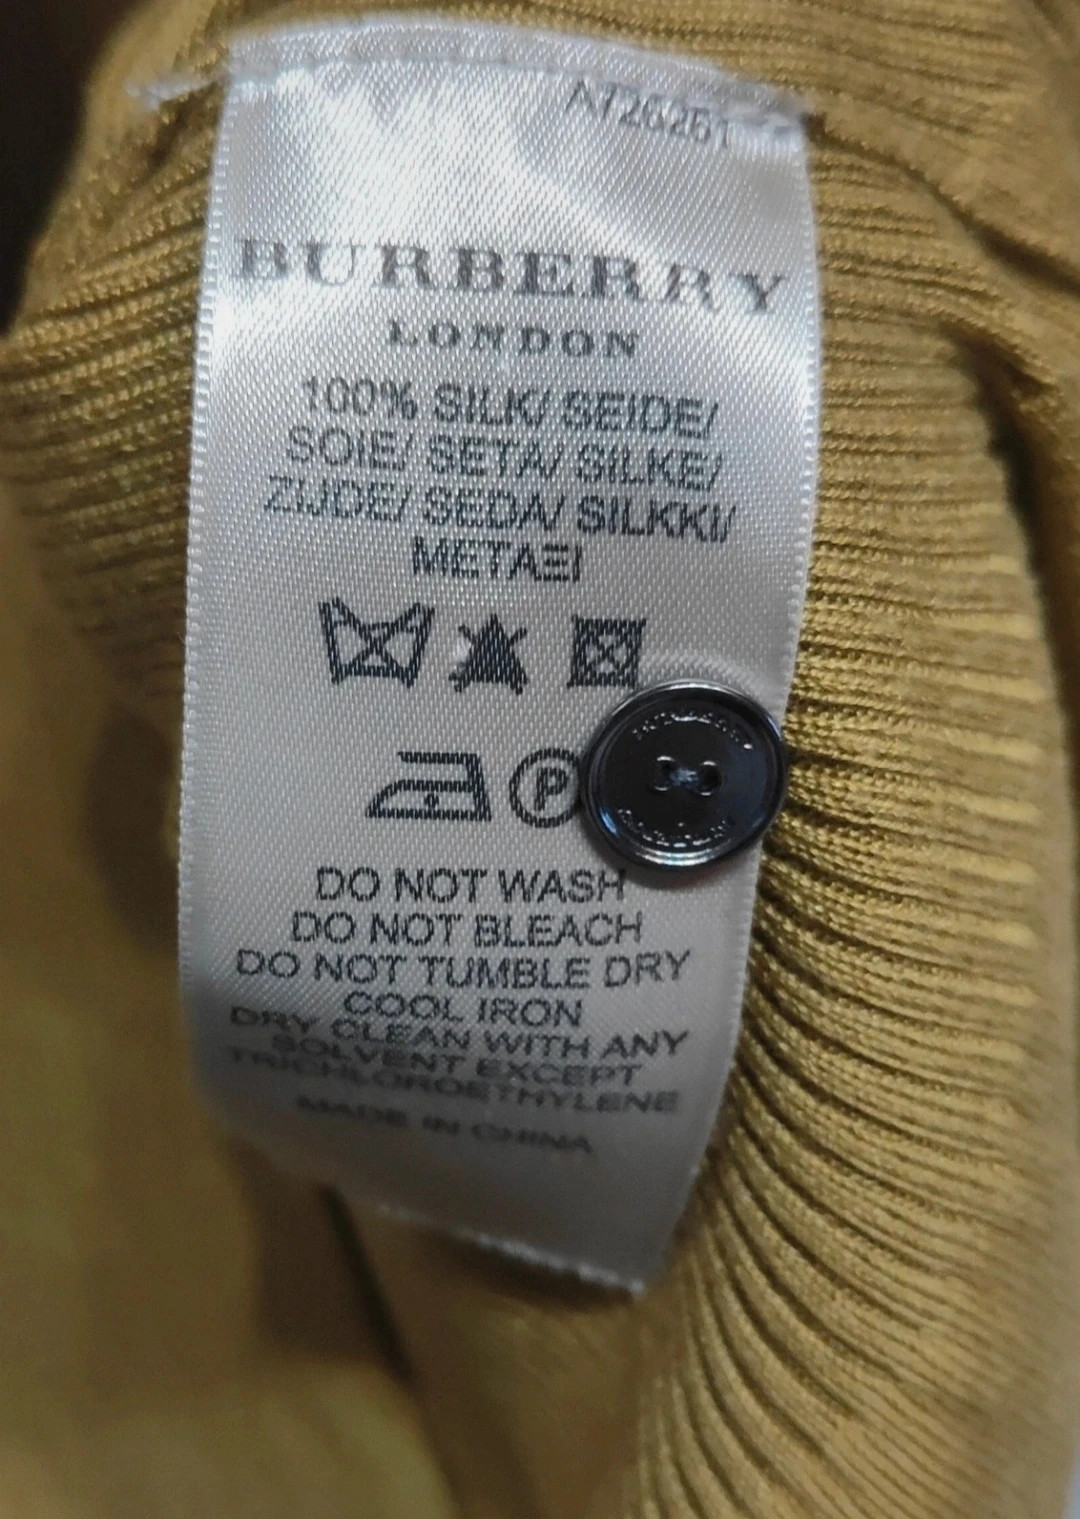 A726261
BURBERRY
LONDON
100% SILK/ SEIDE/
SOIE/ SETA/ SILKE/
ZIJDE/ SEDA/ SILKKI/
ΜΕΤΑΞΙ
P
DO NOT WASH
DO NOT BLEACH
DO NOT TUMBLE DRY
COOL IRON
DRY CLEAN WITH ANY
SOLVENT EXCEPT
TRICHLOROETHYLENE
MADE IN CHINA